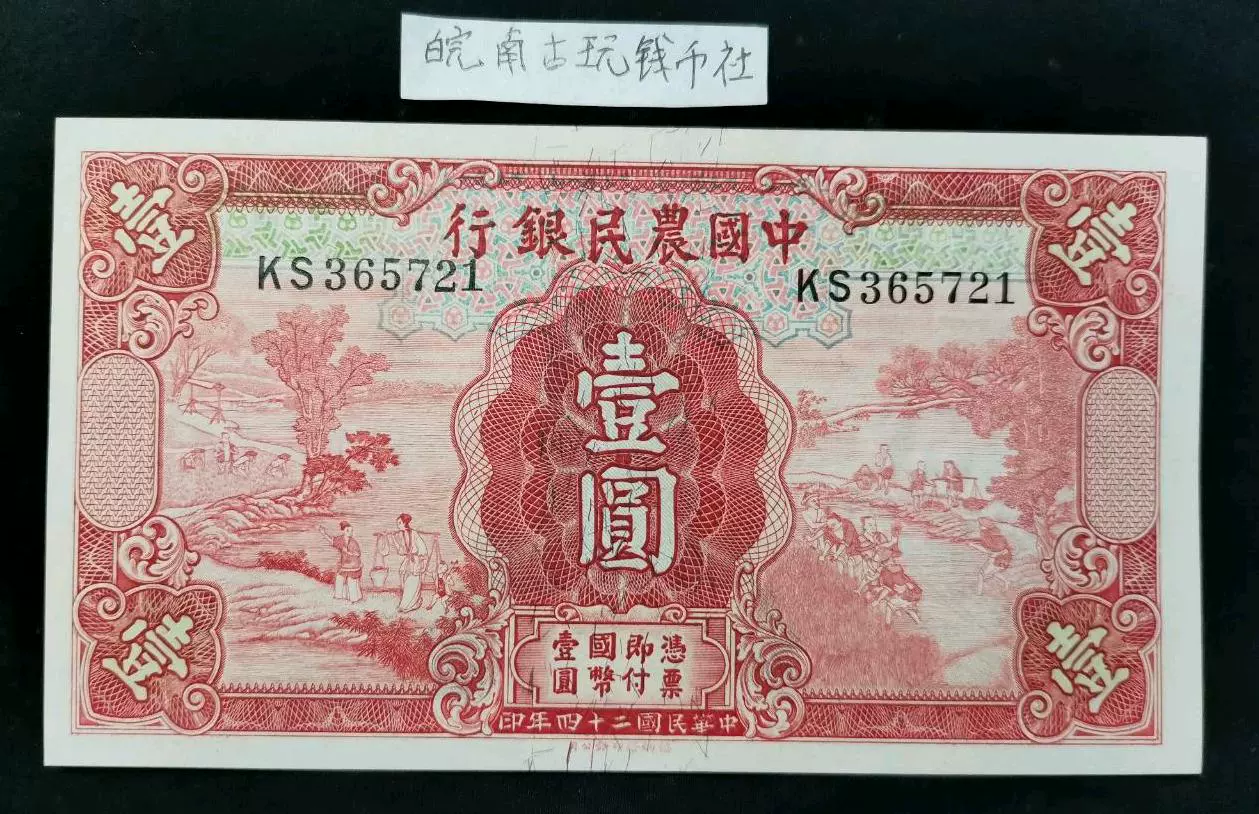 皖南古玩钱币社
中國農民銀行
KS365721
KS365721
壹
壹
壹圓
憑票
即付
國幣
壹圓
壹
壹
中華民國二十四年印